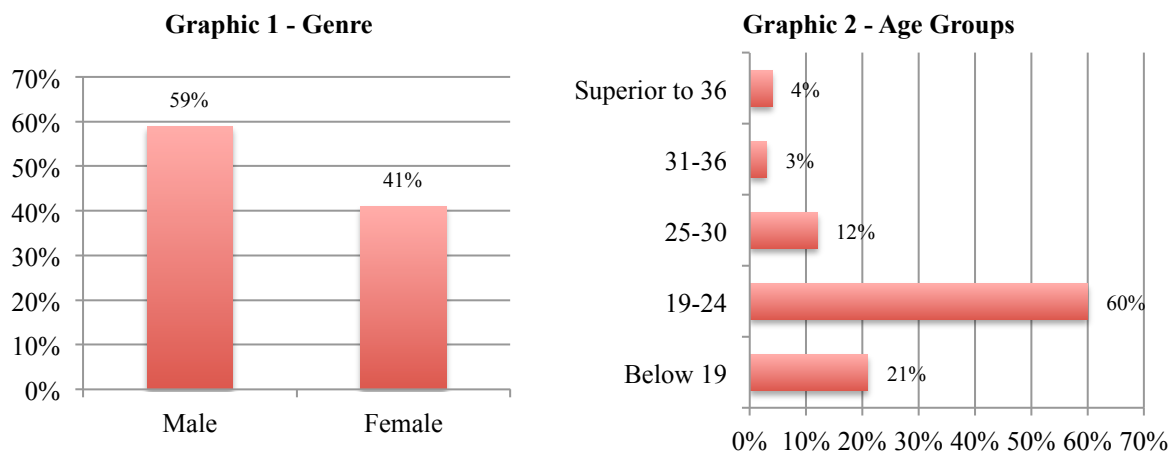 Graphic 1 - Genre
70%
60%
50%
40%
30%
20%
10%
0%
59%
41%
Male
Female
Graphic 2 - Age Groups
Superior to 36
4%
31-36
3%
25-30
12%
19-24
60%
Below 19
21%
0% 10% 20% 30% 40% 50% 60% 70%